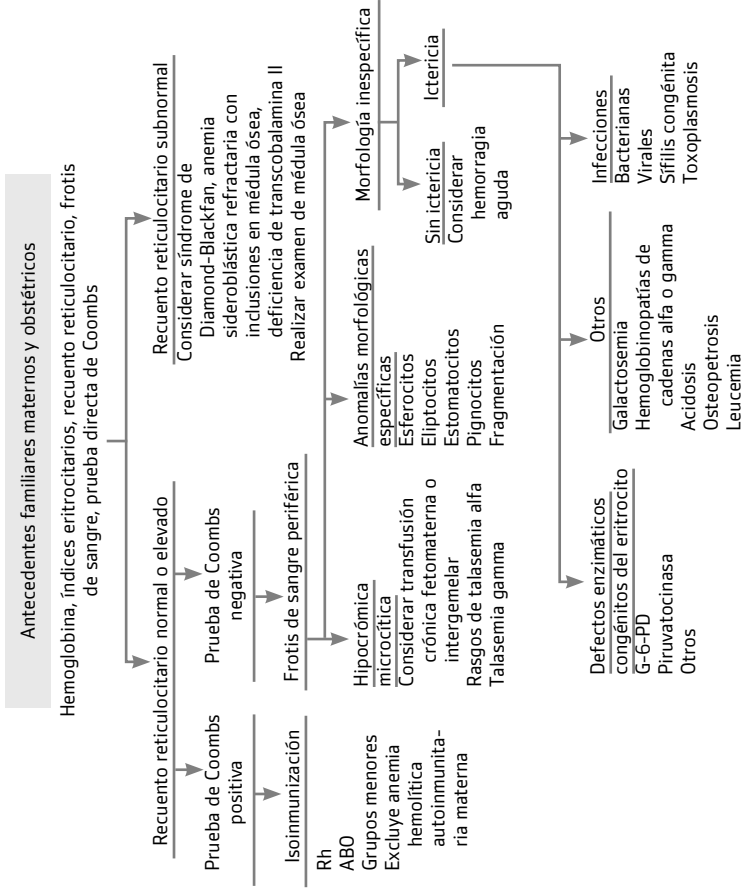 Antecedentes familiares maternos y obstétricos
Hemoglobina, índices eritrocitarios, recuento reticulocitario, frotis
de sangre, prueba directa de Coombs
Recuento reticulocitario normal o elevado
Recuento reticulocitario subnormal
Considerar síndrome de
Diamond-Blackfan, anemia
sideroblástica refractaria con
inclusiones en médula ósea,
deficiencia de transcobalamina II
Realizar examen de médula ósea
Prueba de Coombs
positiva
Prueba de Coombs
negativa
Isoinmunización
Rh
ABO
Grupos menores
Excluye anemia
hemolítica
autoinmunita-
ria materna
Frotis de sangre periférica
Hipocrómica
microcítica
Considerar transfusión
crónica fetomaterna o
intergemelar
Rasgos de talasemia alfa
Talasemia gamma
Anomalías morfológicas
específicas
Esferocitos
Eliptocitos
Estomatocitos
Pignocitos
Fragmentación
Morfología inespecífica
Sin ictericia
Considerar
hemorragia
aguda
Ictericia
Defectos enzimáticos
congénitos del eritrocito
G-6-PD
Piruvatocinasa
Otros
Otros
Galactosemia
Hemoglobinopatías de
cadenas alfa o gamma
Acidosis
Osteopetrosis
Leucemia
Infecciones
Bacterianas
Virales
Sífilis congénita
Toxoplasmosis